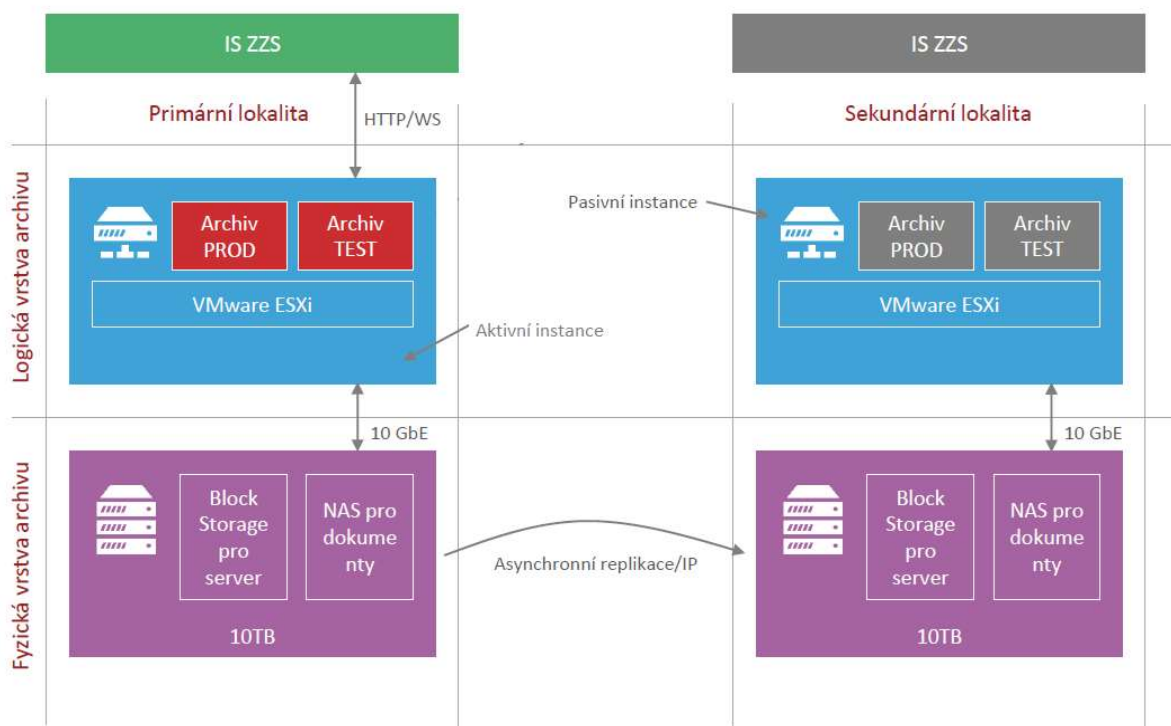 IS ZZS
IS ZZS
Primární lokalita
HTTP/WS
Sekundární lokalita
Logická vrstva archivu
Archiv
PROD
Archiv
TEST
VMware ESXi
Aktivní instance
Pasivní instance
Archiv
PROD
Archiv
TEST
VMware ESXi
10 GbE
10 GbE
Fyzická vrstva archivu
Block
Storage
pro
server
NAS pro
dokume
nty
10TB
Asynchronní replikace/IP
Block
Storage
pro
server
NAS pro
dokume
nty
10TB